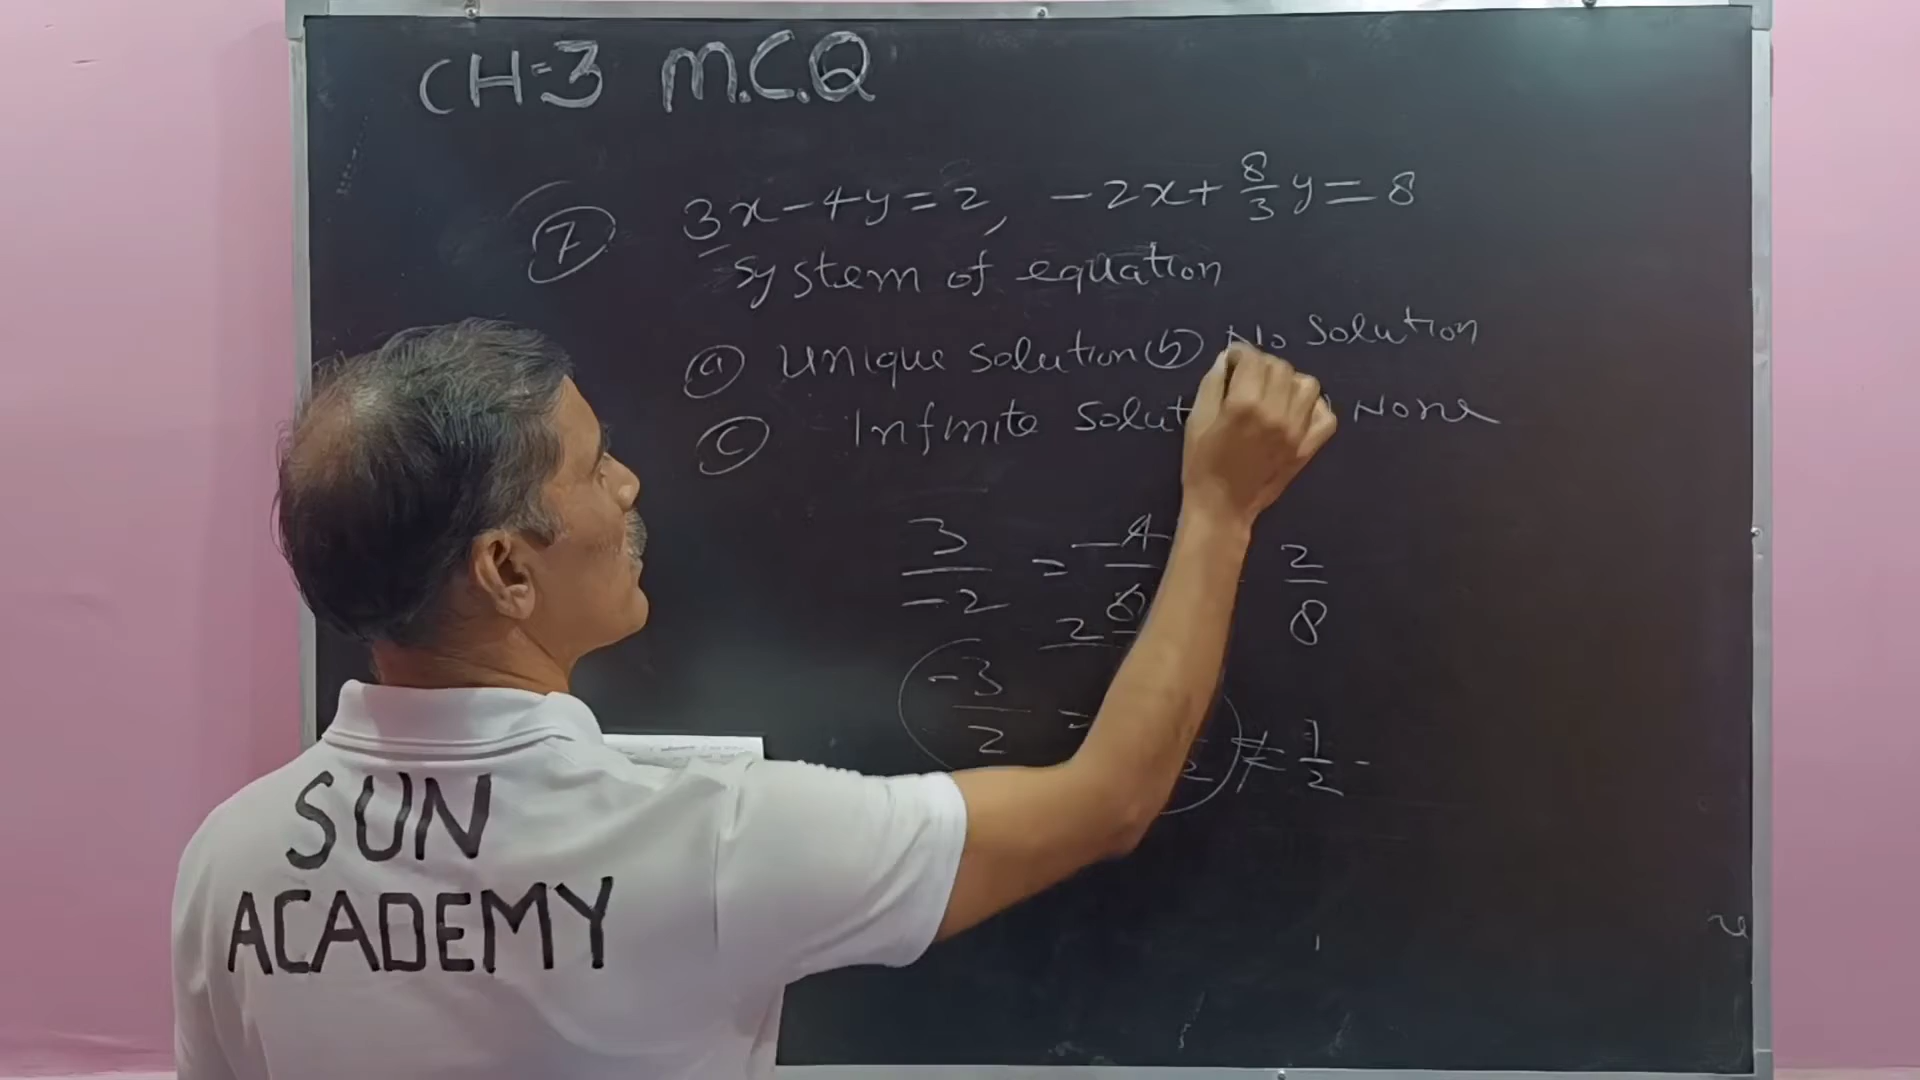 CH=3 M.C.Q
7 3x-4y=2, -2x+8/3y=8
system of equation
a unique solution b No solution
c Infinite Solut None
3/-2 = -4 2/8
-3/2 = ≠ 1/2
SUN
ACADEMY